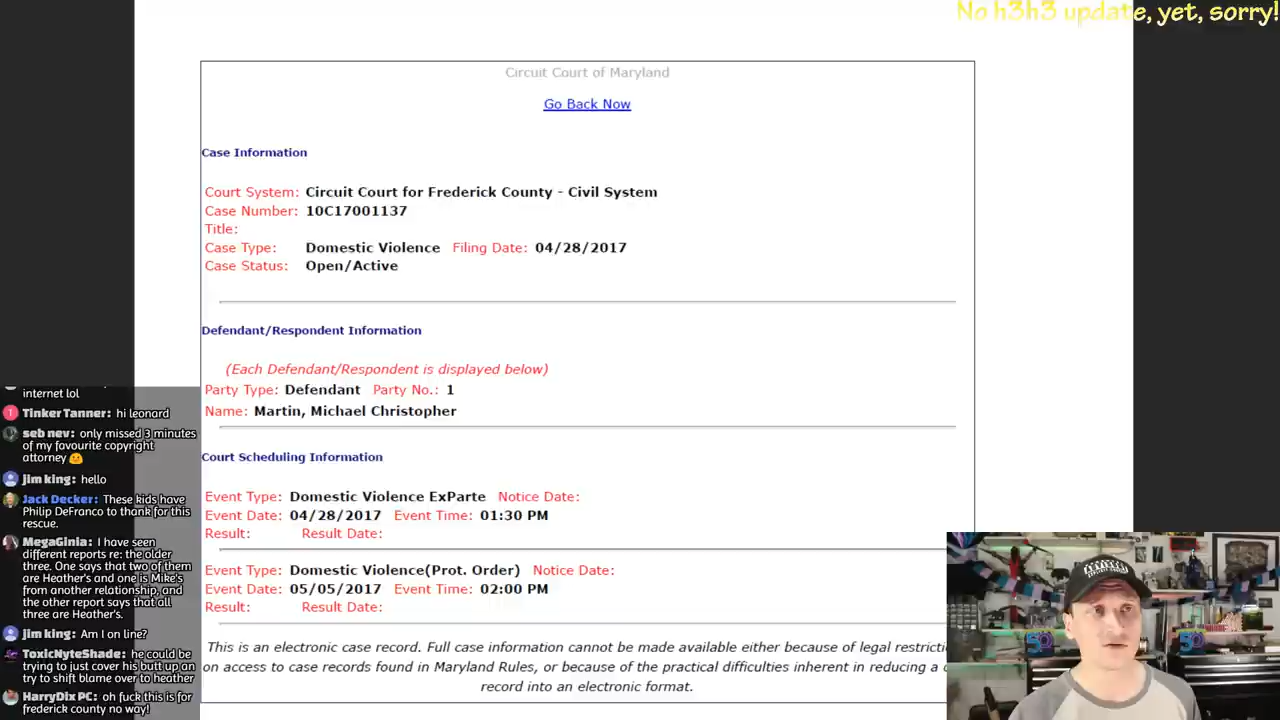 No h3h3 update, yet, sorry!
Circuit Court of Maryland
Go Back Now
Case Information
Court System: Circuit Court for Frederick County - Civil System
Case Number: 10C17001137
Title:
Case Type: Domestic Violence Filing Date: 04/28/2017
Case Status: Open/Active
Defendant/Respondent Information
(Each Defendant/Respondent is displayed below)
Party Type: Defendant Party No.: 1
Name: Martin, Michael Christopher
Court Scheduling Information
Event Type: Domestic Violence ExParte Notice Date:
Event Date: 04/28/2017 Event Time: 01:30 PM
Result: Result Date:
Event Type: Domestic Violence(Prot. Order) Notice Date:
Event Date: 05/05/2017 Event Time: 02:00 PM
Result: Result Date:
This is an electronic case record. Full case information cannot be made available either because of legal restricti
on access to case records found in Maryland Rules, or because of the practical difficulties inherent in reducing a
record into an electronic format.
internet lol
T Tinker Tanner: hi leonard
seb nev: only missed 3 minutes
of my favourite copyright
attorney
jim king: hello
Jack Decker: These kids have
Philip DeFranco to thank for this
rescue.
MegaGinia: I have seen
different reports re: the older
three. One says that two of them
are Heather's and one is Mike's
from another relationship, and
the other report says that all
three are Heather's.
jim king: Am I on line?
ToxicNyteShade: he could be
trying to just cover his butt up an
try to shift blame over to heather
HarryDix PC: oh fuck this is for
frederick county no way!